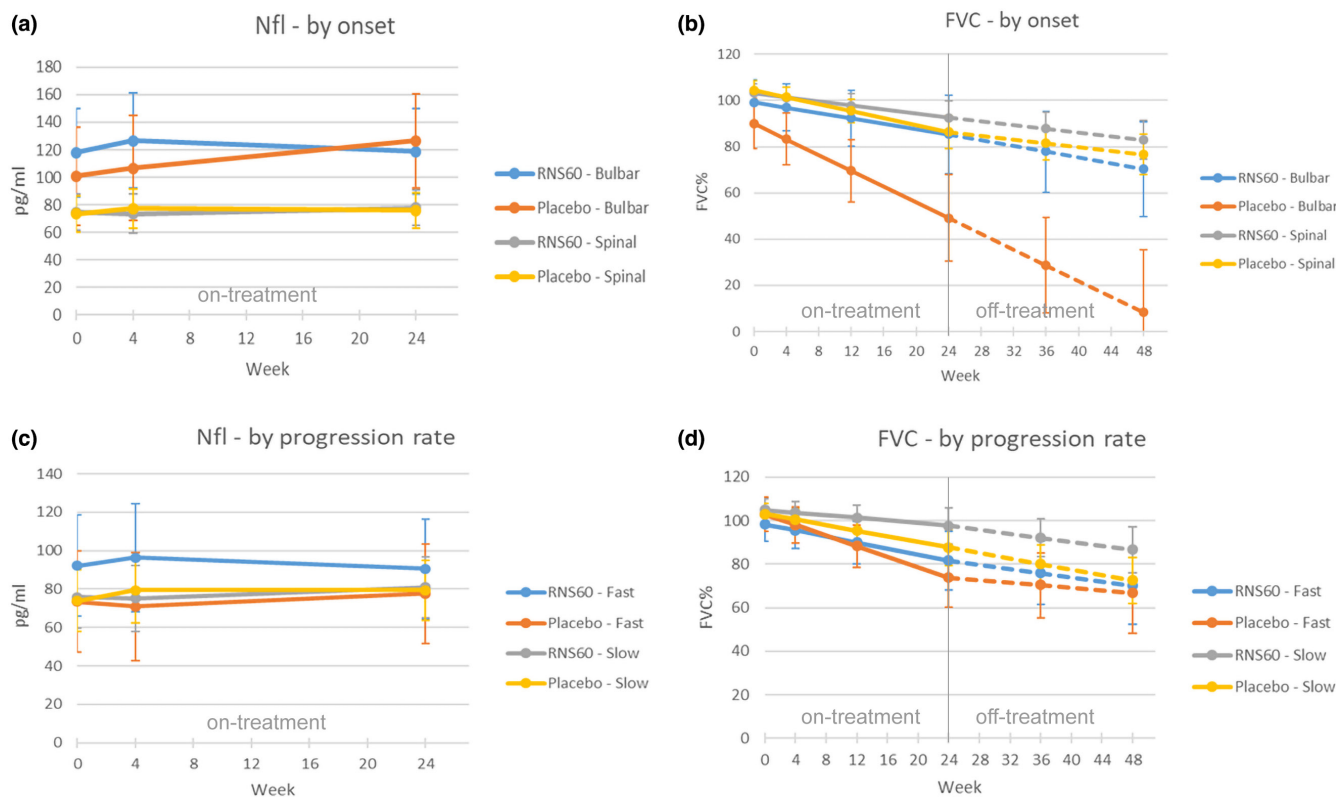 (a)
Nfl - by onset
180
160
140
120
100
80
60
40
20
0
pg/ml
on-treatment
0 4 8 12 16 20 24
Week
RNS60 - Bulbar
Placebo - Bulbar
RNS60 - Spinal
Placebo - Spinal
(b)
FVC - by onset
120
100
80
60
40
20
0
FVC%
on-treatment
off-treatment
0 4 8 12 16 20 24 28 32 36 40 44 48
Week
RNS60 - Bulbar
Placebo - Bulbar
RNS60 - Spinal
Placebo - Spinal
(c)
Nfl - by progression rate
140
120
100
80
60
40
20
0
pg/ml
on-treatment
0 4 8 12 16 20 24
Week
RNS60 - Fast
Placebo - Fast
RNS60 - Slow
Placebo - Slow
(d)
FVC - by progression rate
120
100
80
60
40
20
0
FVC%
on-treatment
off-treatment
0 4 8 12 16 20 24 28 32 36 40 44 48
Week
RNS60 - Fast
Placebo - Fast
RNS60 - Slow
Placebo - Slow